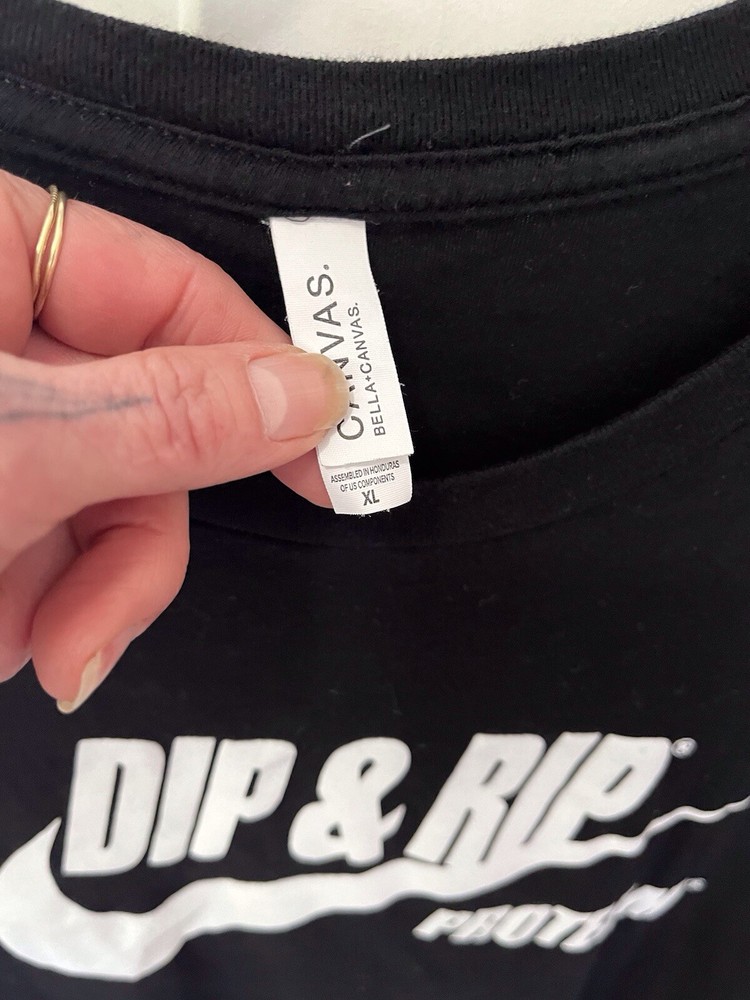 CANVAS.
BELLA+CANVAS.
ASSEMBLED IN HONDURAS
OF US COMPONENTS
XL
DIP & RIP®